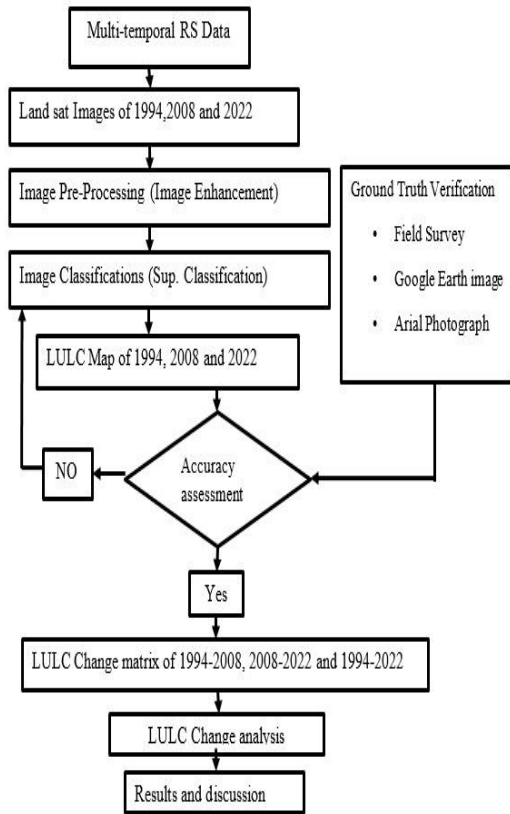 Multi-temporal RS Data
Land sat Images of 1994,2008 and 2022
Image Pre-Processing (Image Enhancement)
Image Classifications (Sup. Classification)
LULC Map of 1994, 2008 and 2022
Ground Truth Verification
• Field Survey
• Google Earth image
• Arial Photograph
Accuracy
assessment
NO
Yes
LULC Change matrix of 1994-2008, 2008-2022 and 1994-2022
LULC Change analysis
Results and discussion